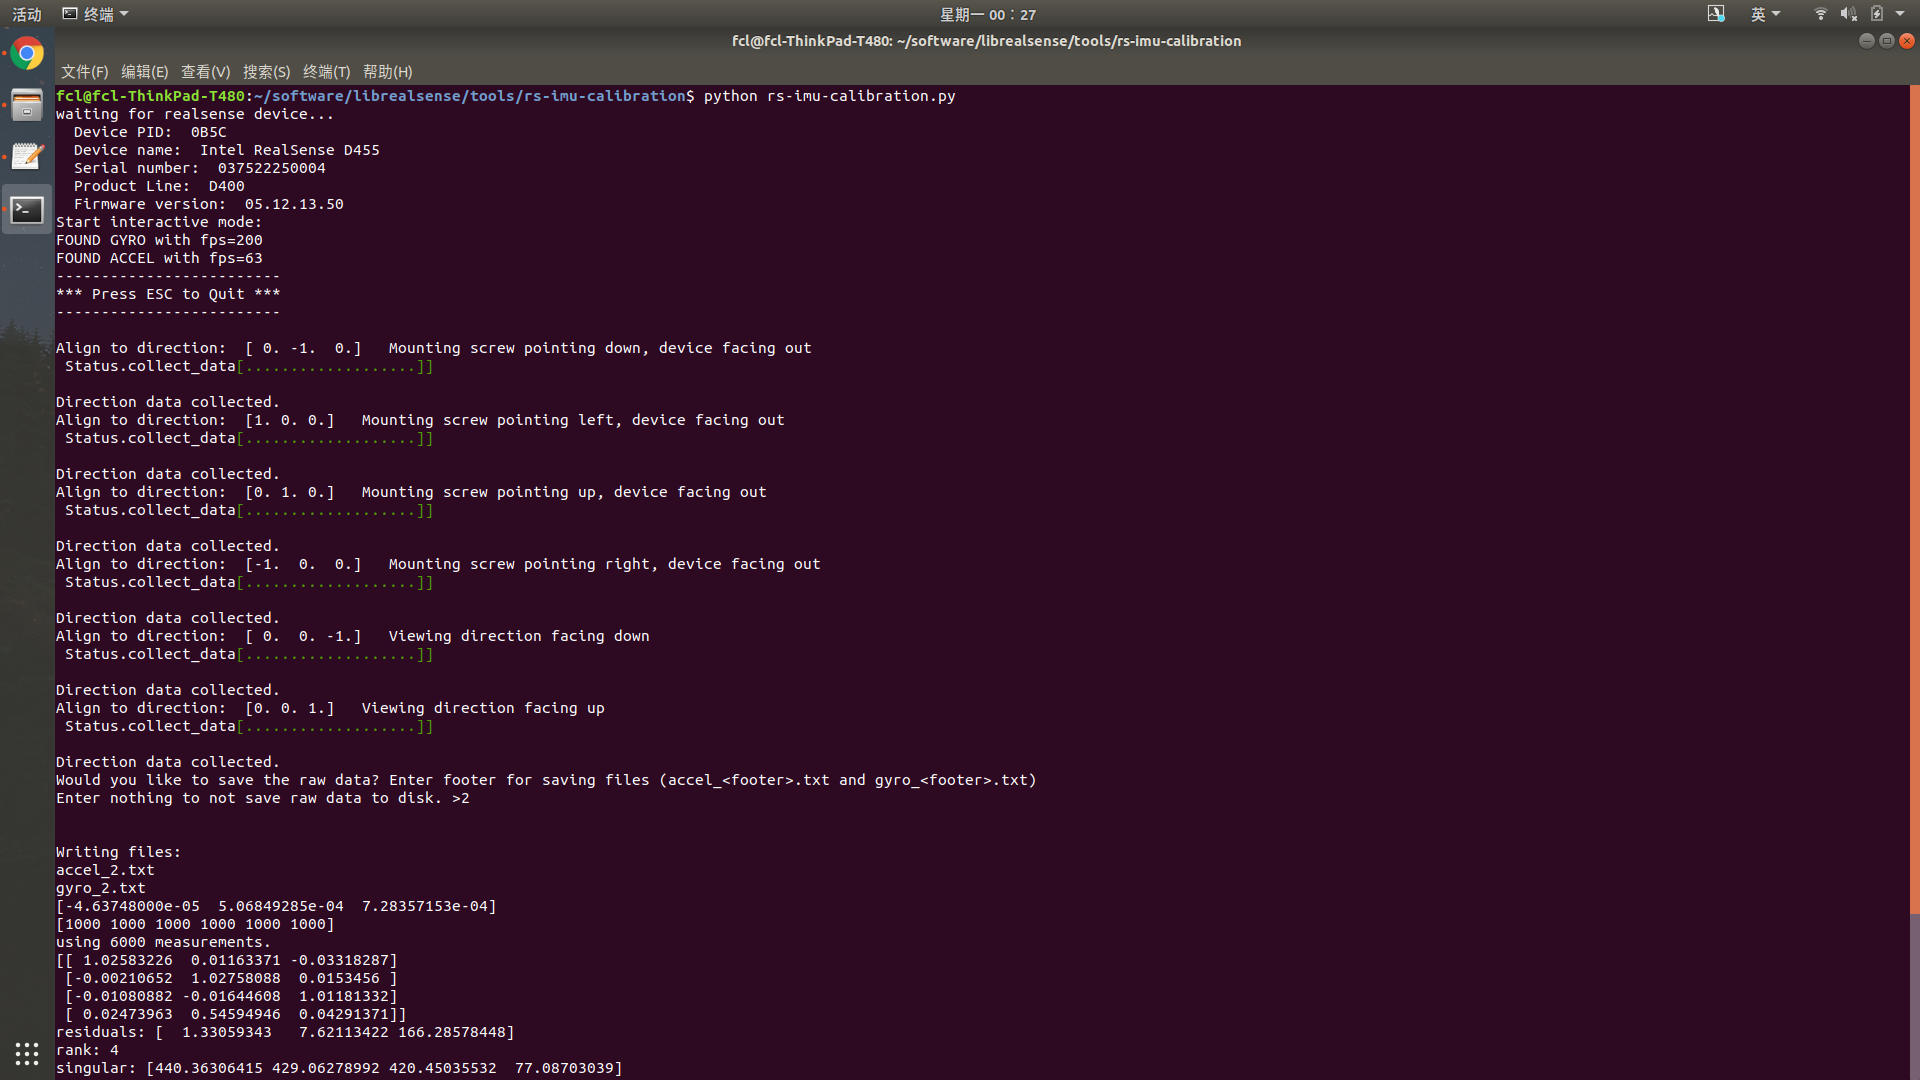 活动 终端 星期一 00：27 英
fcl@fcl-ThinkPad-T480: ~/software/librealsense/tools/rs-imu-calibration
文件(F) 编辑(E) 查看(V) 搜索(S) 终端(T) 帮助(H)
fcl@fcl-ThinkPad-T480:~/software/librealsense/tools/rs-imu-calibration$ python rs-imu-calibration.py
waiting for realsense device...
  Device PID:  0B5C
  Device name:  Intel RealSense D455
  Serial number:  037522250004
  Product Line:  D400
  Firmware version:  05.12.13.50
Start interactive mode:
FOUND GYRO with fps=200
FOUND ACCEL with fps=63
-------------------------
*** Press ESC to Quit ***
-------------------------
Align to direction:  [ 0. -1.  0.]   Mounting screw pointing down, device facing out
 Status.collect_data[...................]]
Direction data collected.
Align to direction:  [1. 0. 0.]   Mounting screw pointing left, device facing out
 Status.collect_data[...................]]
Direction data collected.
Align to direction:  [0. 1. 0.]   Mounting screw pointing up, device facing out
 Status.collect_data[...................]]
Direction data collected.
Align to direction:  [-1.  0.  0.]   Mounting screw pointing right, device facing out
 Status.collect_data[...................]]
Direction data collected.
Align to direction:  [ 0.  0. -1.]   Viewing direction facing down
 Status.collect_data[...................]]
Direction data collected.
Align to direction:  [0. 0. 1.]   Viewing direction facing up
 Status.collect_data[...................]]
Direction data collected.
Would you like to save the raw data? Enter footer for saving files (accel_<footer>.txt and gyro_<footer>.txt)
Enter nothing to not save raw data to disk. >2
Writing files:
accel_2.txt
gyro_2.txt
[-4.63748000e-05  5.06849285e-04  7.28357153e-04]
[1000 1000 1000 1000 1000 1000]
using 6000 measurements.
[[ 1.02583226  0.01163371 -0.03318287]
 [-0.00210652  1.02758088  0.0153456 ]
 [-0.01080882 -0.01644608  1.01181332]
 [ 0.02473963  0.54594946  0.04291371]]
residuals: [  1.33059343   7.62113422 166.28578448]
rank: 4
singular: [440.36306415 429.06278992 420.45035532  77.08703039]